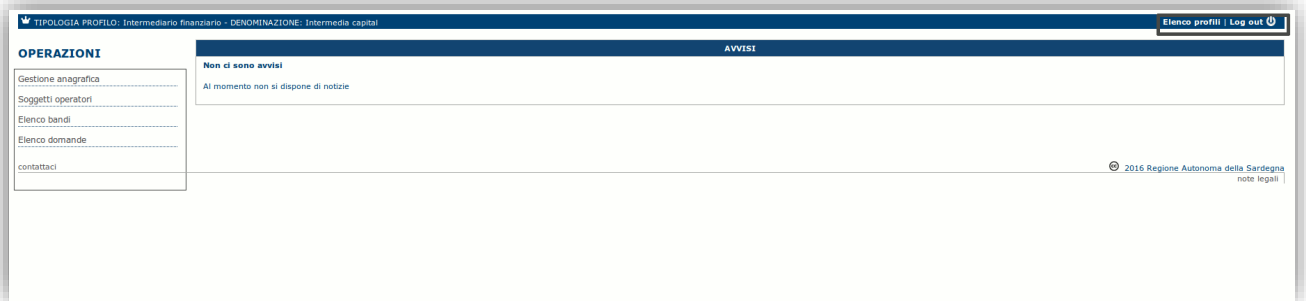 TIPOLOGIA PROFILO: Intermediario finanziario - DENOMINAZIONE: Intermedia capital
Elenco profili | Log out
OPERAZIONI
Gestione anagrafica
Soggetti operatori
Elenco bandi
Elenco domande
contattaci
AVVISI
Non ci sono avvisi
Al momento non si dispone di notizie
2016 Regione Autonoma della Sardegna
note legali